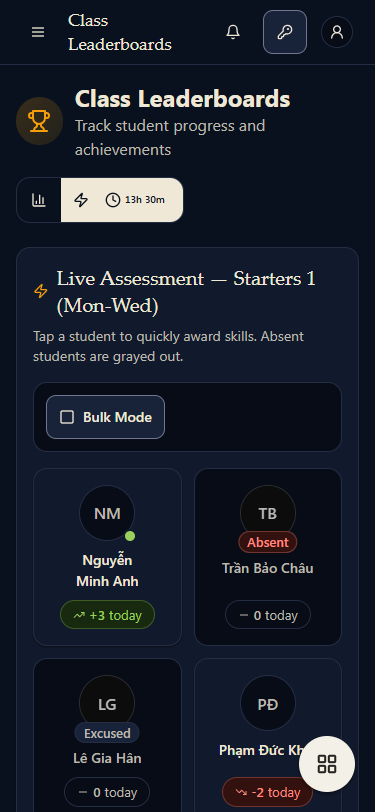 Class
Leaderboards
Class Leaderboards
Track student progress and
achievements
13h 30m
Live Assessment — Starters 1
(Mon-Wed)
Tap a student to quickly award skills. Absent
students are grayed out.
Bulk Mode
NM
Nguyễn
Minh Anh
+3 today
TB
Absent
Trần Bảo Châu
0 today
LG
Excused
Lê Gia Hân
0 today
PĐ
Phạm Đức
-2 today